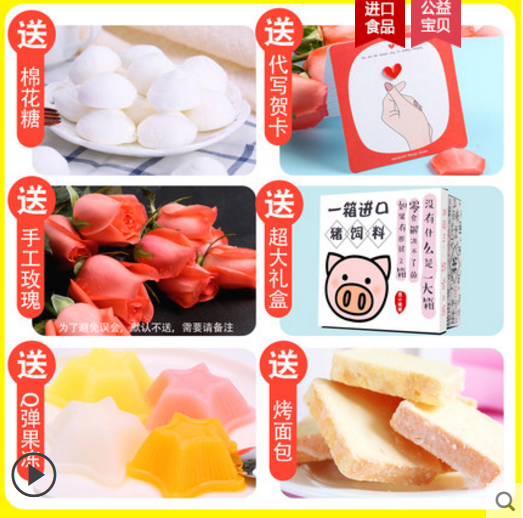 进口
食品
公益
宝贝
送
棉花糖
送
代写贺卡
送
手工玫瑰
为了避免误会，默认不送，需要请备注
送
超大礼盒
一箱进口
猪饲料
没有什么是一大箱
零食解决不了的
如果有那就2箱
送
Q弹果冻
送
烤面包